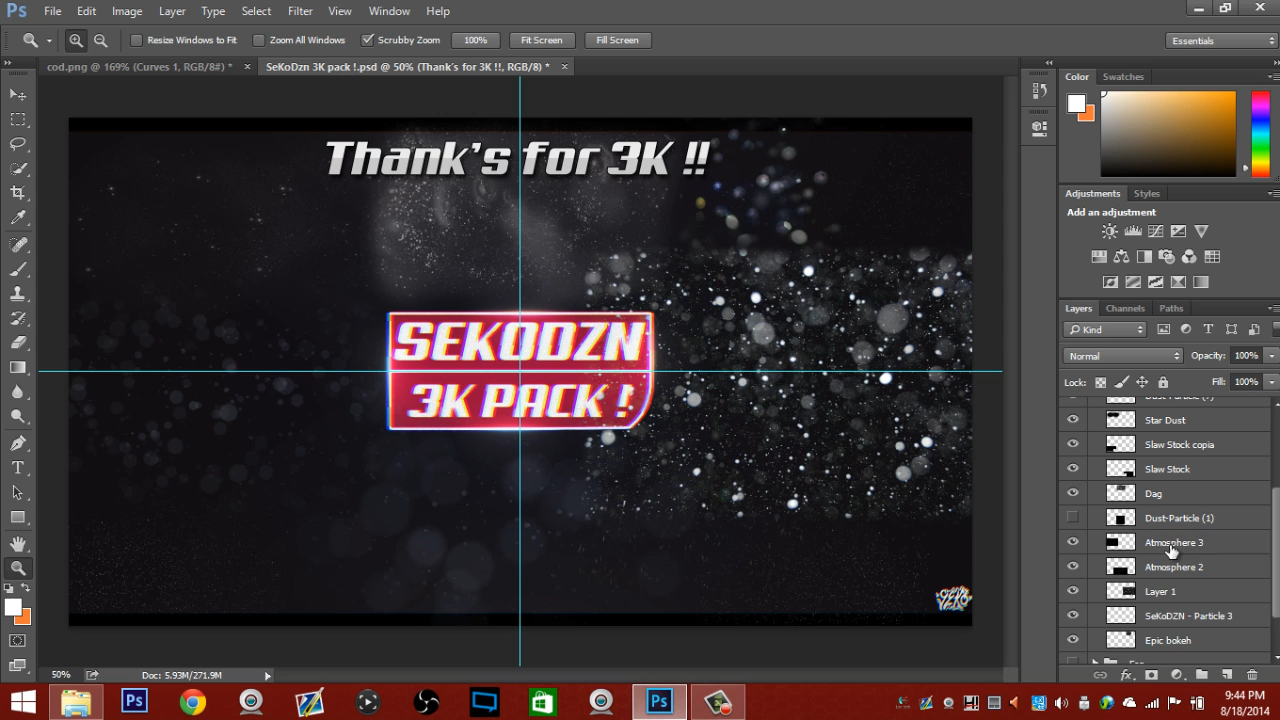 Ps File Edit Image Layer Type Select Filter View Window Help
Resize Windows to Fit Zoom All Windows Scrubby Zoom 100% Fit Screen Fill Screen Essentials
cod.png @ 169% (Curves 1, RGB/8#) * × SeKoDzn 3K pack !.psd @ 50% (Thank's for 3K !!, RGB/8) * ×
Color Swatches
Thank's for 3K !!
Adjustments Styles
Add an adjustment
SEKODZN
3K PACK !
Layers Channels Paths
Kind
Normal Opacity: 100%
Lock: Fill: 100%
Star Dust
Slaw Stock copia
Slaw Stock
Dag
Dust-Particle (1)
Atmosphere 3
Atmosphere 2
Layer 1
SeKoDZN - Particle 3
Epic bokeh
50% Doc: 5.93M/271.9M
9:44 PM
8/18/2014